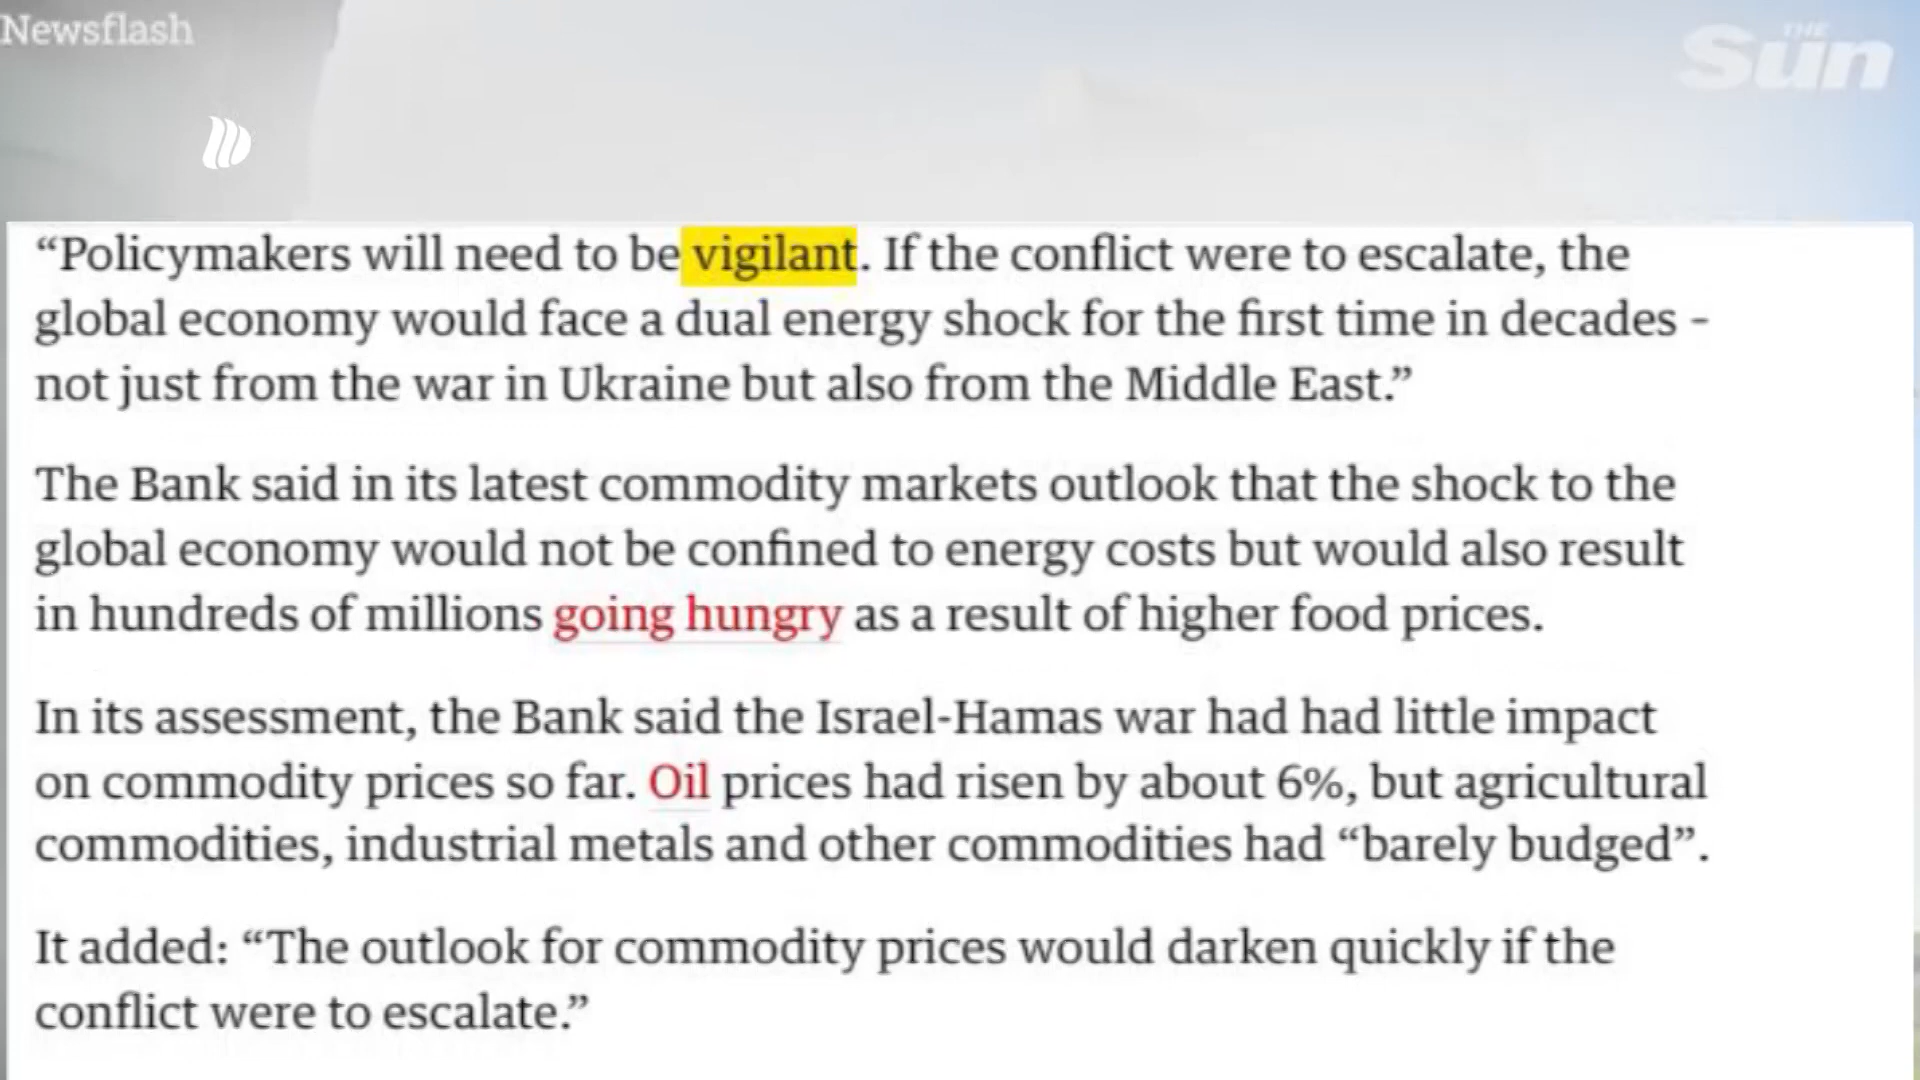 Newsflash
THE
Sun
“Policymakers will need to be vigilant. If the conflict were to escalate, the
global economy would face a dual energy shock for the first time in decades –
not just from the war in Ukraine but also from the Middle East.”
The Bank said in its latest commodity markets outlook that the shock to the
global economy would not be confined to energy costs but would also result
in hundreds of millions going hungry as a result of higher food prices.
In its assessment, the Bank said the Israel-Hamas war had had little impact
on commodity prices so far. Oil prices had risen by about 6%, but agricultural
commodities, industrial metals and other commodities had “barely budged”.
It added: “The outlook for commodity prices would darken quickly if the
conflict were to escalate.”